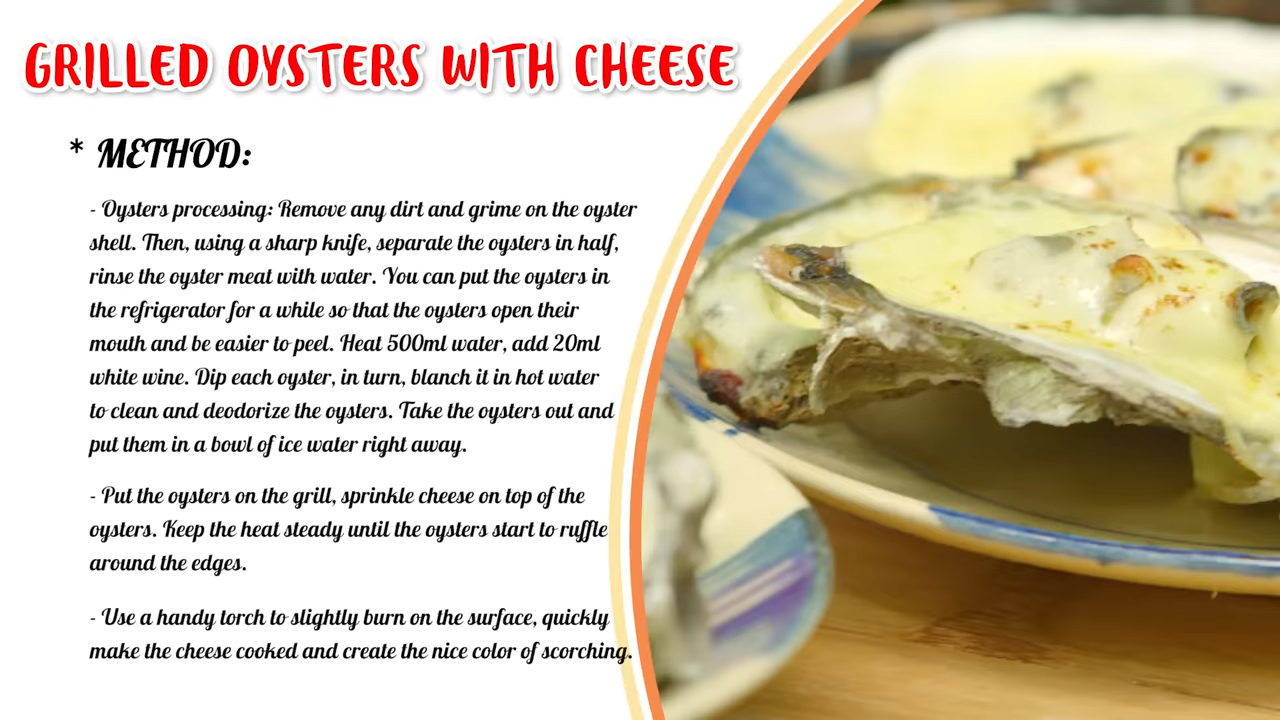 GRILLED OYSTERS WITH CHEESE
* METHOD:
- Oysters processing: Remove any dirt and grime on the oyster
shell. Then, using a sharp knife, separate the oysters in half,
rinse the oyster meat with water. You can put the oysters in
the refrigerator for a while so that the oysters open their
mouth and be easier to peel. Heat 500ml water, add 20ml
white wine. Dip each oyster, in turn, blanch it in hot water
to clean and deodorize the oysters. Take the oysters out and
put them in a bowl of ice water right away.
- Put the oysters on the grill, sprinkle cheese on top of the
oysters. Keep the heat steady until the oysters start to ruffle
around the edges.
- Use a handy torch to slightly burn on the surface, quickly
make the cheese cooked and create the nice color of scorching.